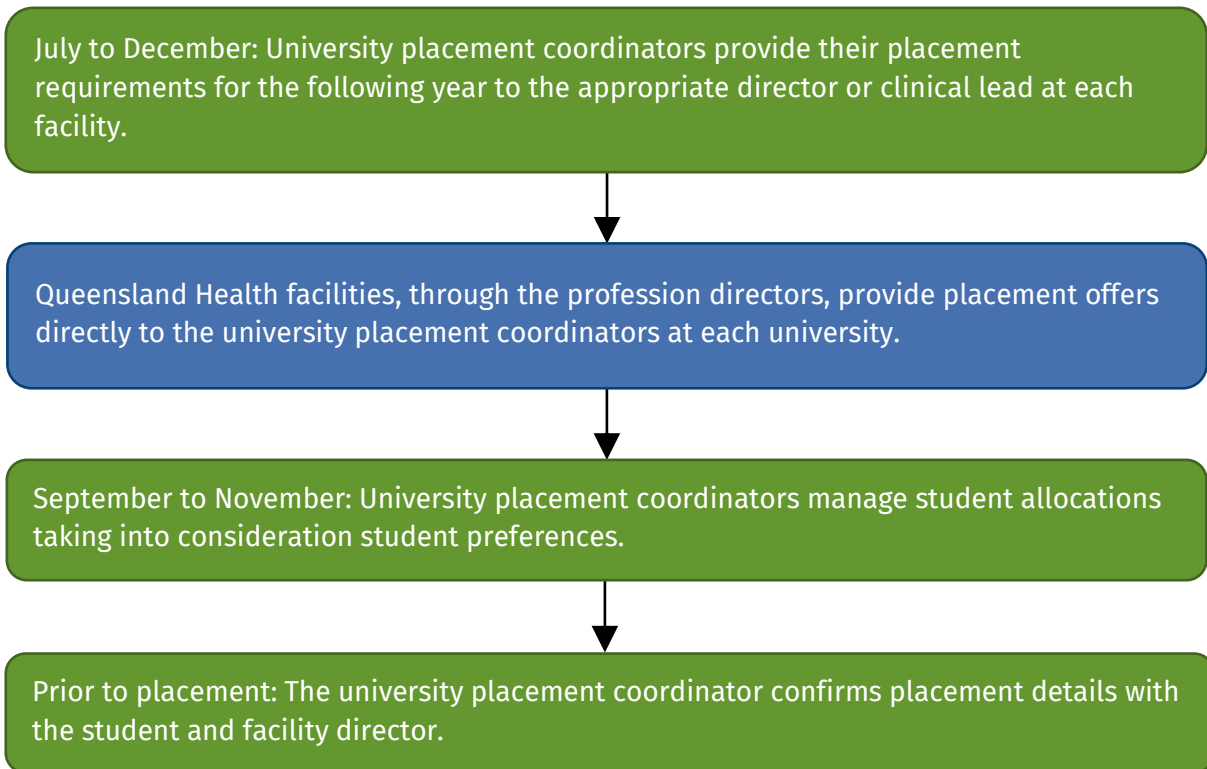 July to December: University placement coordinators provide their placement
requirements for the following year to the appropriate director or clinical lead at each
facility.
Queensland Health facilities, through the profession directors, provide placement offers
directly to the university placement coordinators at each university.
September to November: University placement coordinators manage student allocations
taking into consideration student preferences.
Prior to placement: The university placement coordinator confirms placement details with
the student and facility director.